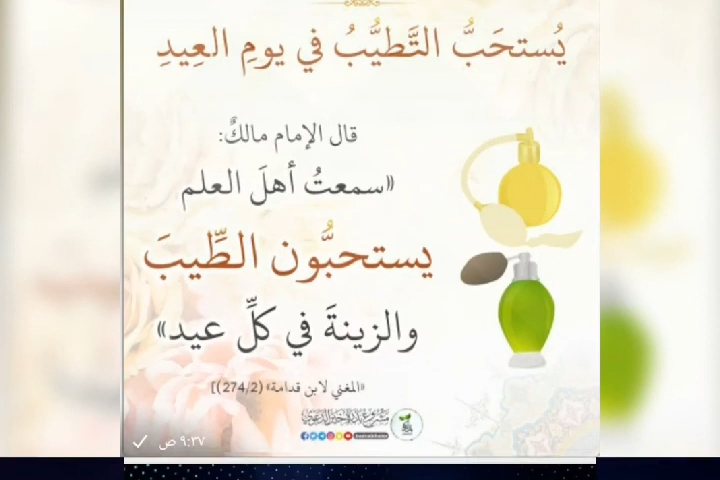 يُستحَبُّ التَّطيُّبُ في يومِ العِيدِ
قال الإمام مالكٌ:
«سمعتُ أهلَ العلم
يستحبُّون الطِّيبَ
والزينةَ في كلِّ عيد»
«المغني لابن قدامة» (274/2)]
٩:٣٧ ص